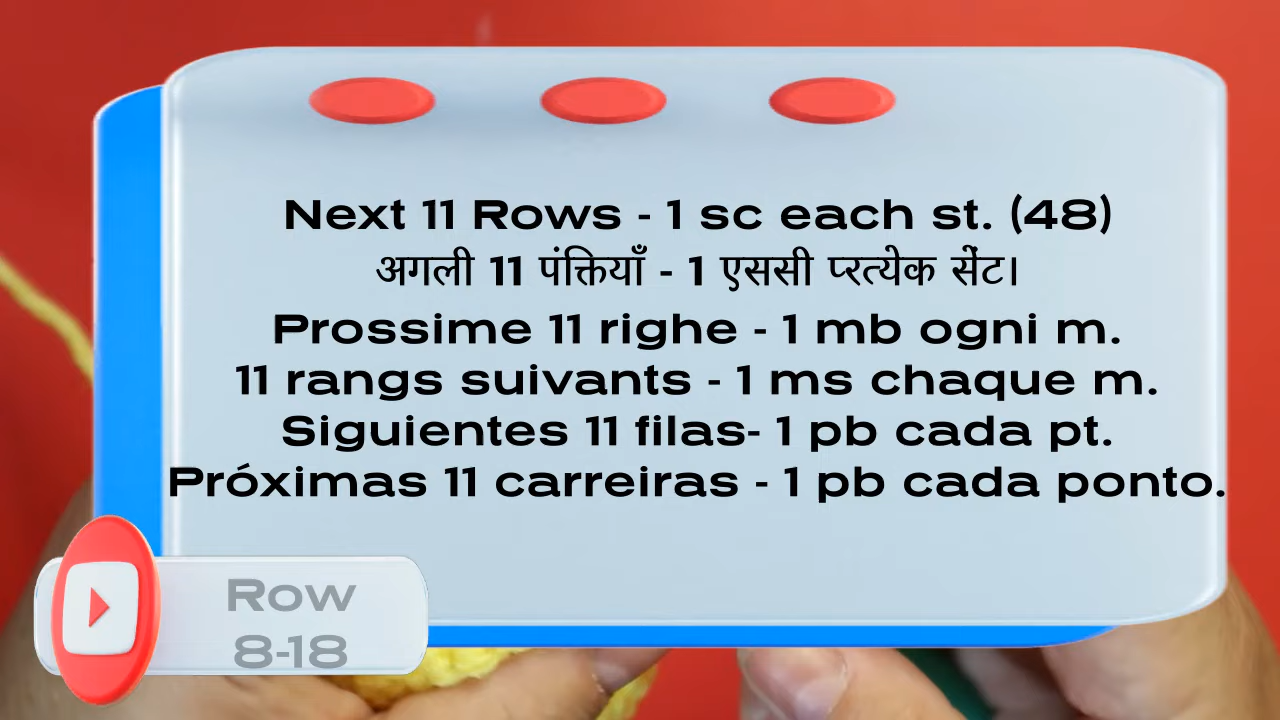 Next 11 Rows - 1 sc each st. (48)
अगली 11 पंक्तियाँ - 1 एससी प्रत्येक सेंट।
Prossime 11 righe - 1 mb ogni m.
11 rangs suivants - 1 ms chaque m.
Siguientes 11 filas- 1 pb cada pt.
Próximas 11 carreiras - 1 pb cada ponto.
Row
8-18